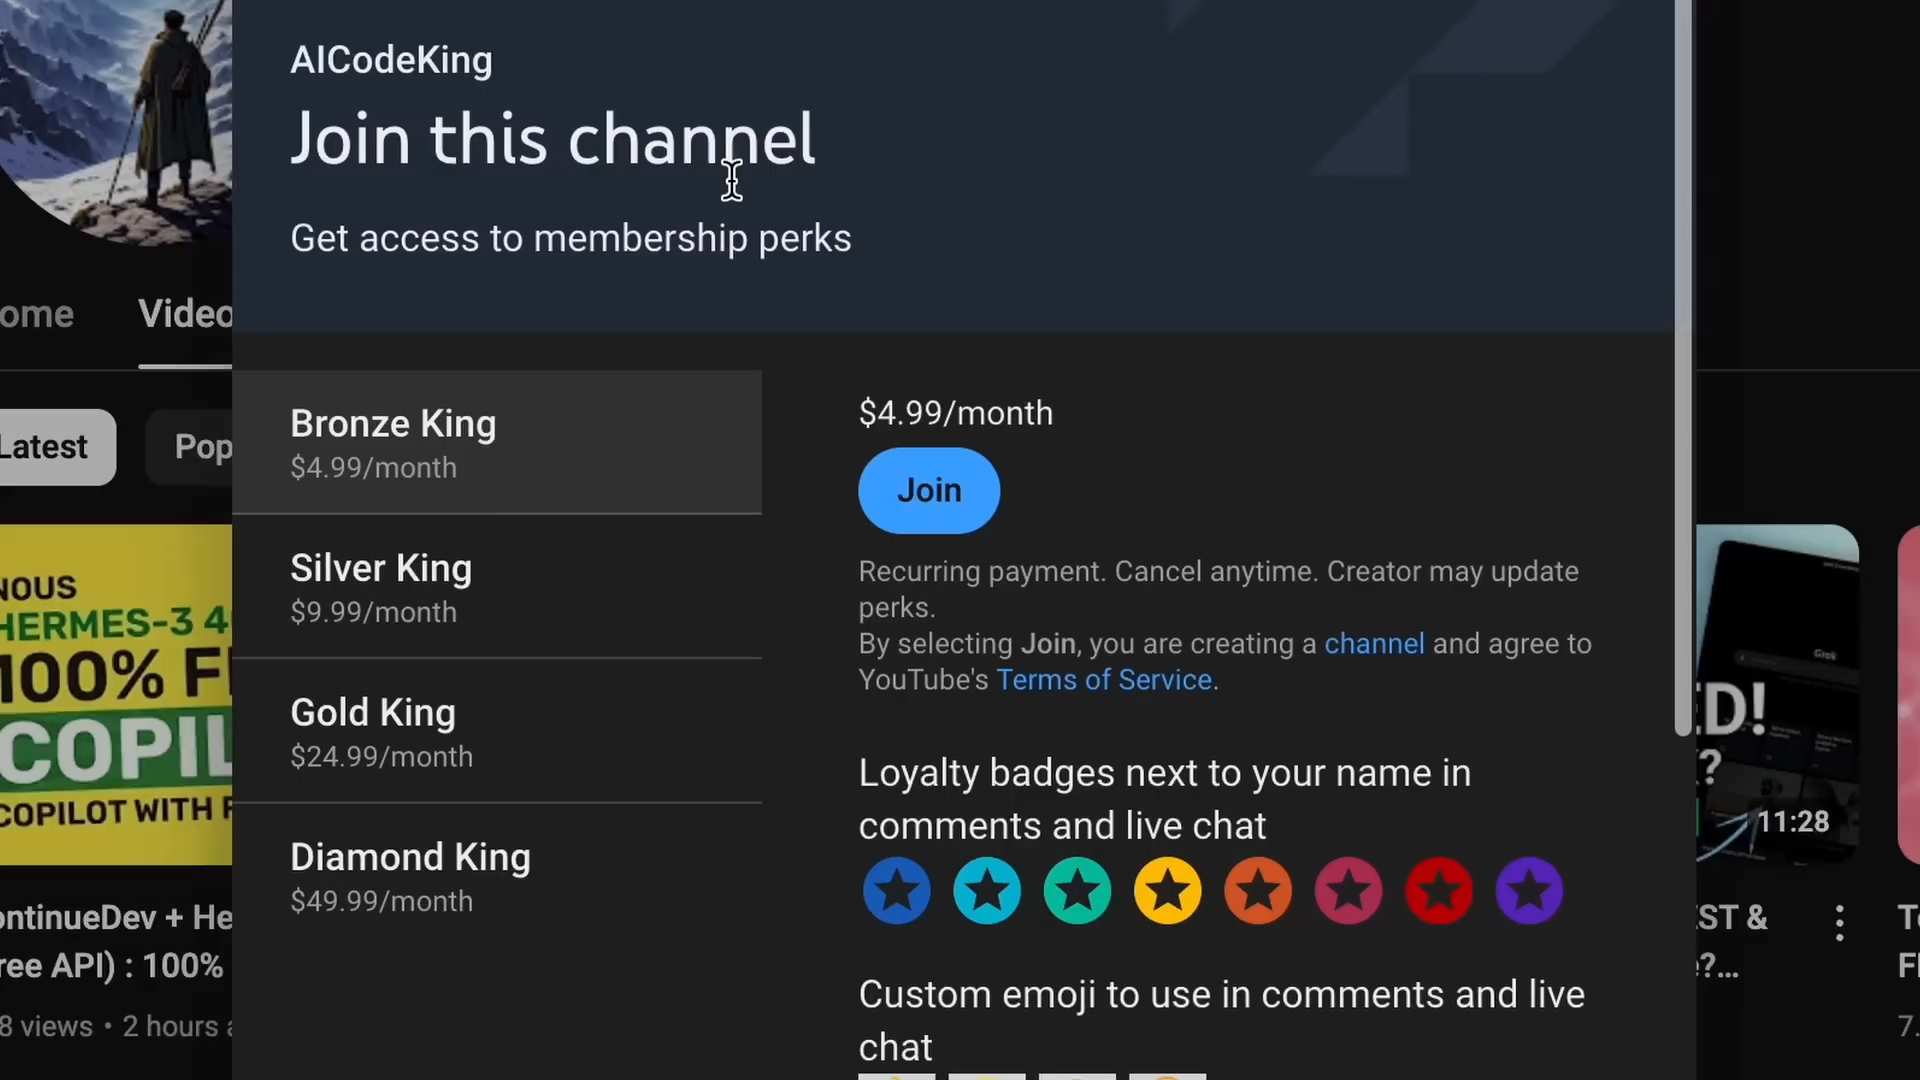 AICodeKing
Join this channel
Get access to membership perks
ome
Video
Latest
Pop
Bronze King
$4.99/month
Silver King
$9.99/month
Gold King
$24.99/month
Diamond King
$49.99/month
$4.99/month
Join
Recurring payment. Cancel anytime. Creator may update
perks.
By selecting Join, you are creating a channel and agree to
YouTube's Terms of Service.
Loyalty badges next to your name in
comments and live chat
Custom emoji to use in comments and live
chat
NOUS
HERMES-3 4
100% F
COPIL
COPILOT WITH
ontinueDev + He
ree API) : 100%
8 views • 2 hours a
Grok
ED!
?
11:28
EST &
e?...
T
F
7.